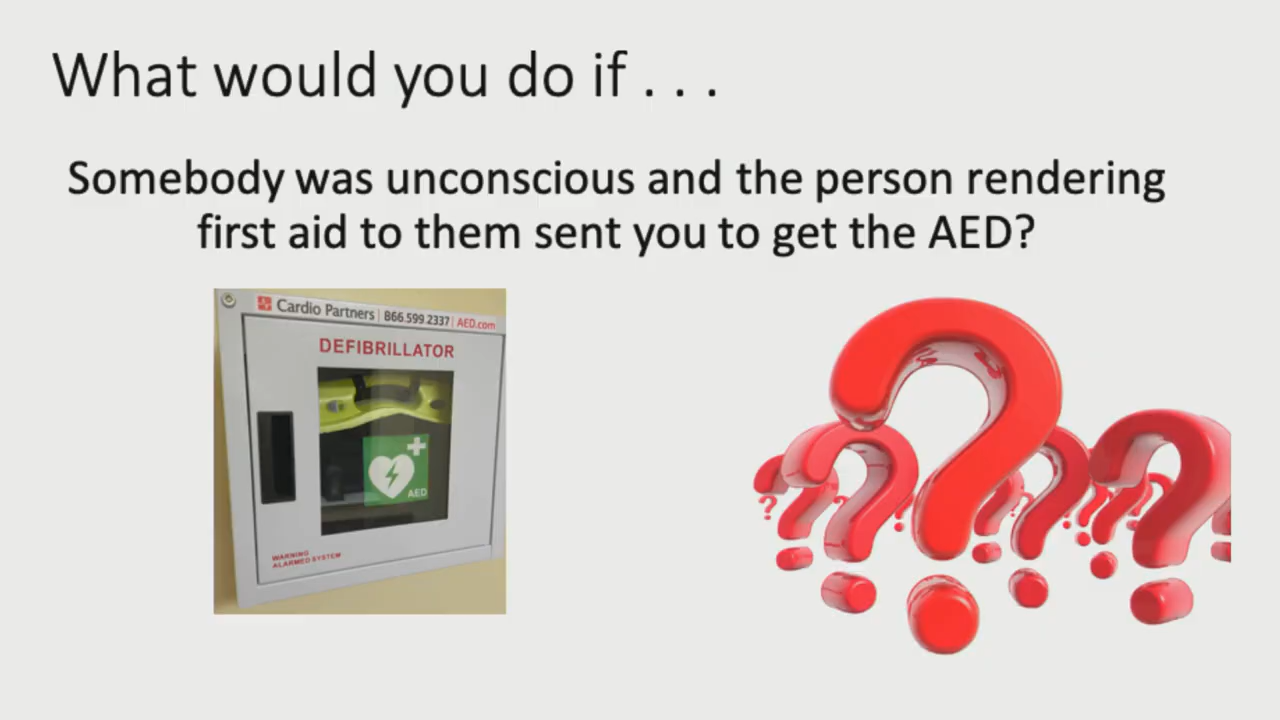 What would you do if . . .
Somebody was unconscious and the person rendering
first aid to them sent you to get the AED?
Cardio Partners | 866.599.2337 | AED.com
DEFIBRILLATOR
AED
WARNING
ALARMED SYSTEM